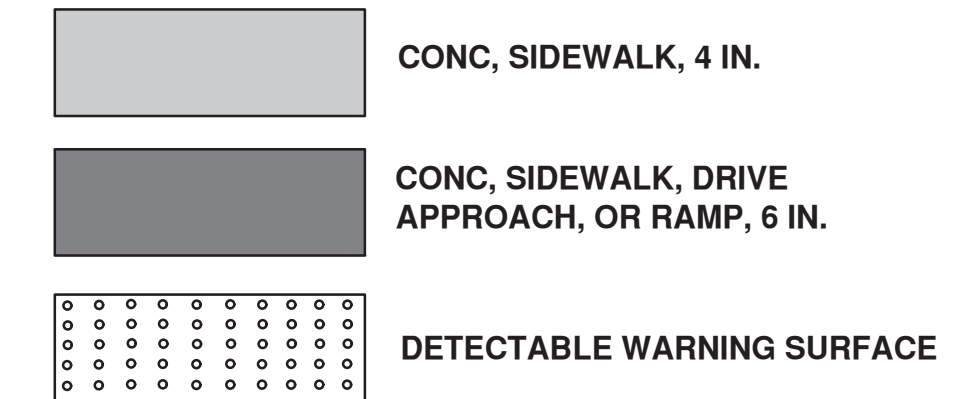 CONC, SIDEWALK, 4 IN.
CONC, SIDEWALK, DRIVE
APPROACH, OR RAMP, 6 IN.
DETECTABLE WARNING SURFACE